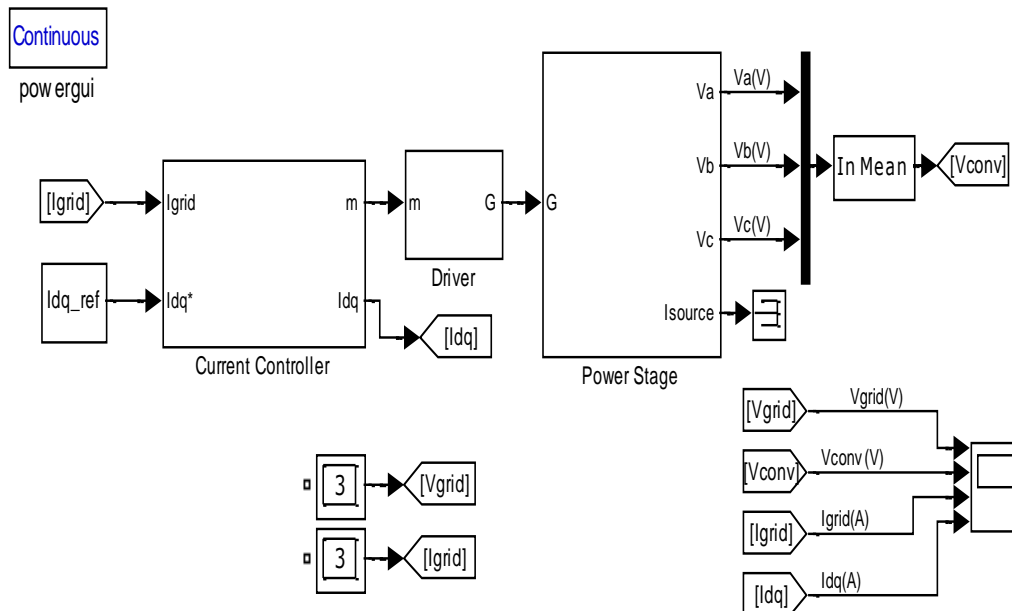 Continuous
powergui
[Igrid]
Idq_ref
Igrid
Idq*
m
Idq
Current Controller
[Idq]
m
G
Driver
G
Va
Vb
Vc
Isource
Power Stage
Va(V)
Vb(V)
Vc(V)
In Mean
[Vconv]
3
[Vgrid]
3
[Igrid]
[Vgrid]
Vgrid(V)
[Vconv]
Vconv(V)
[Igrid]
Igrid(A)
[Idq]
Idq(A)